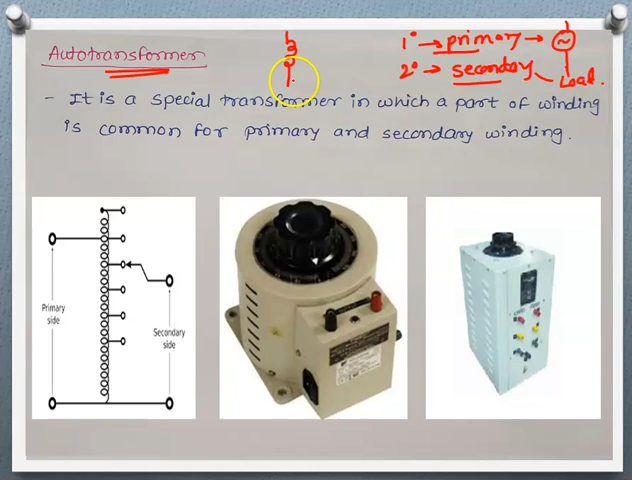 Autotransformer
1° → primary →
2° → secondary
Load.
- It is a special transformer in which a part of winding
is common for primary and secondary winding.
Primary
side
Secondary
side